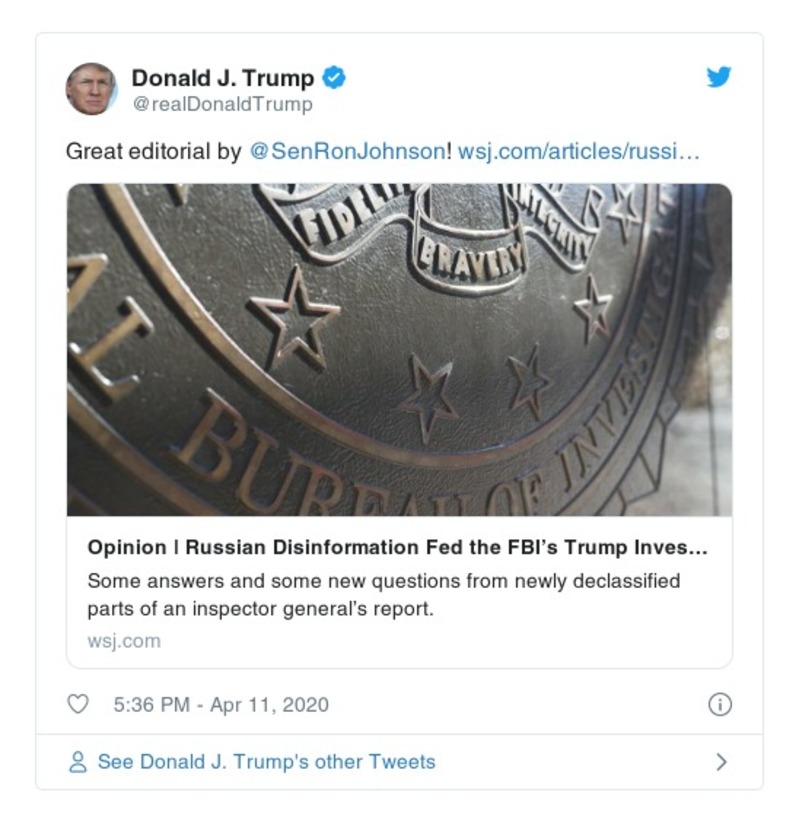 Donald J. Trump
@realDonaldTrump
Great editorial by @SenRonJohnson! wsj.com/articles/russi…
FIDELI
BRAVERY
INTEGRITY
AL
BUREAU OF INVESTIGA
Opinion | Russian Disinformation Fed the FBI’s Trump Inves...
Some answers and some new questions from newly declassified
parts of an inspector general’s report.
wsj.com
5:36 PM - Apr 11, 2020
See Donald J. Trump's other Tweets